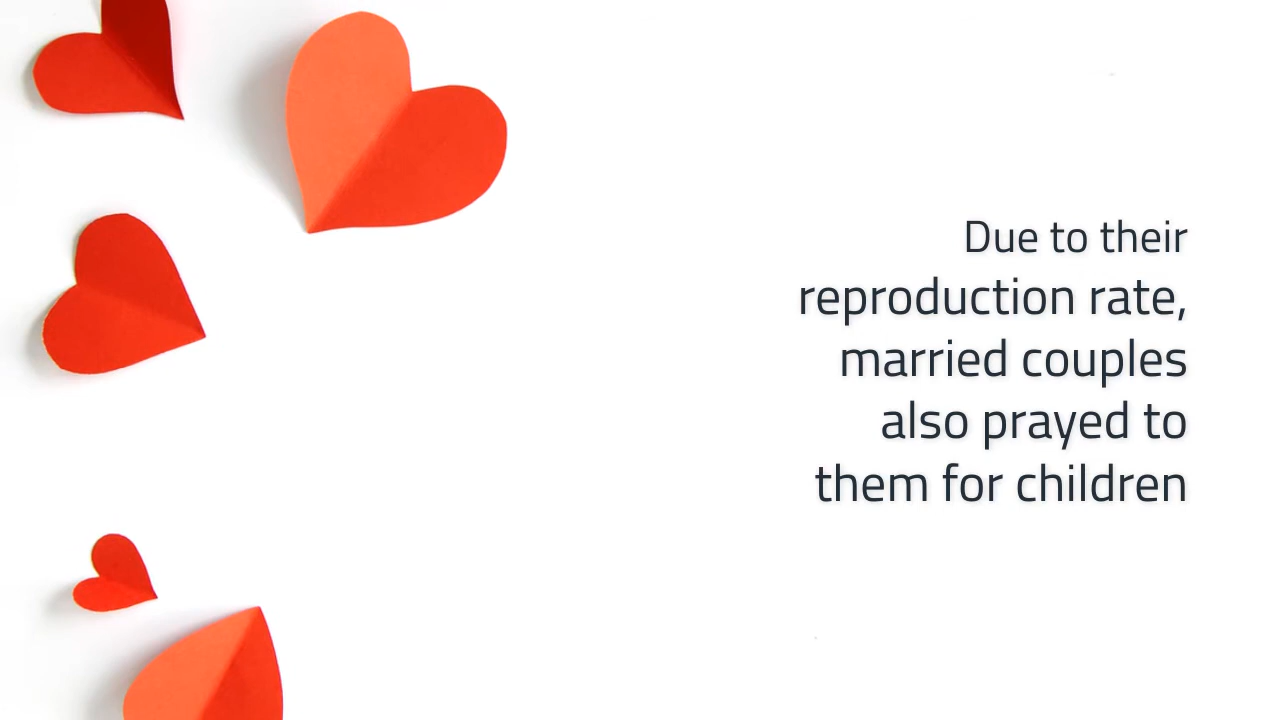 Due to their
reproduction rate,
married couples
also prayed to
them for children